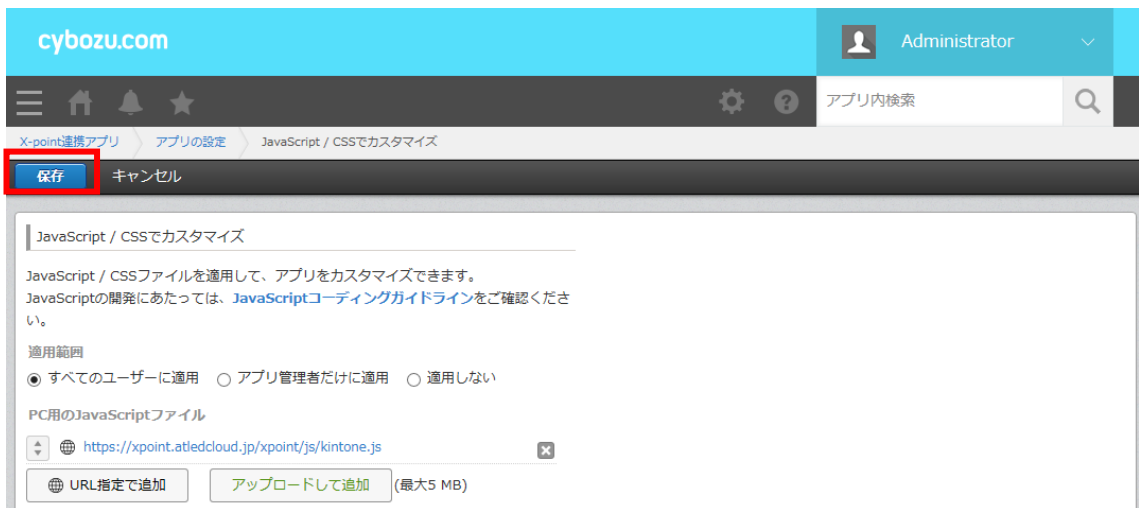 cybozu.com
Administrator
アプリ内検索
X-point連携アプリ アプリの設定 JavaScript / CSSでカスタマイズ
保存 キャンセル
JavaScript / CSSでカスタマイズ
JavaScript / CSSファイルを適用して、アプリをカスタマイズできます。
JavaScriptの開発にあたっては、JavaScriptコーディングガイドラインをご確認くださ
い。
適用範囲
すべてのユーザーに適用 アプリ管理者だけに適用 適用しない
PC用のJavaScriptファイル
https://xpoint.atledcloud.jp/xpoint/js/kintone.js
URL指定で追加 アップロードして追加 (最大5 MB)